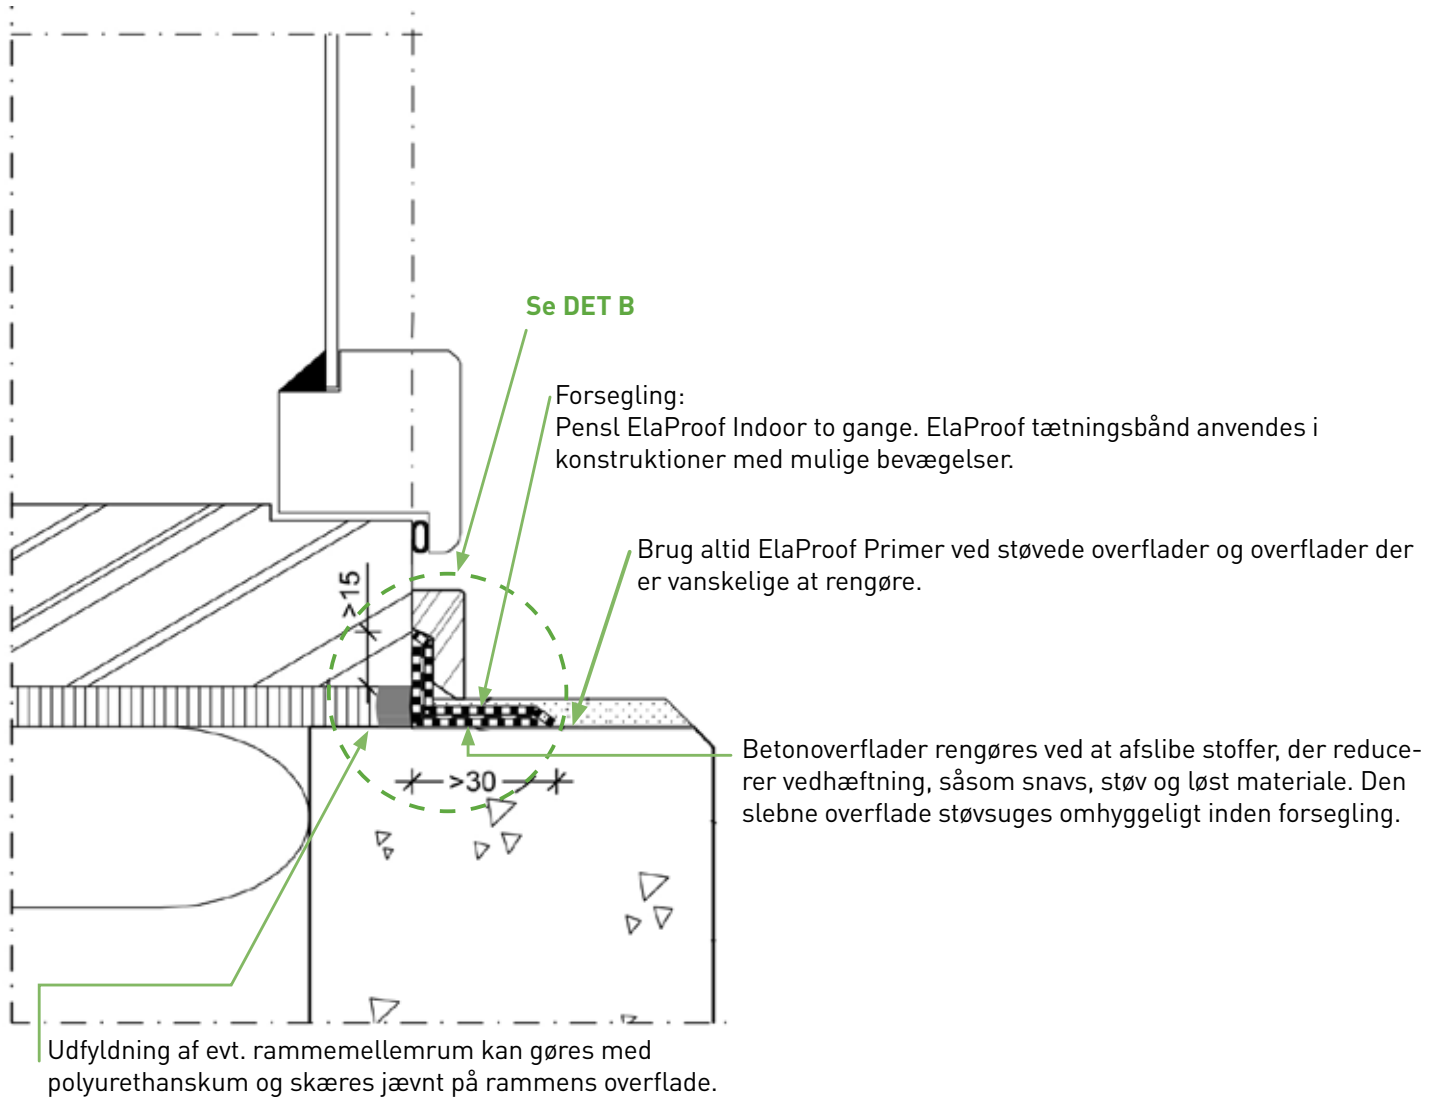 Se DET B
Forsegling:
Pensl ElaProof Indoor to gange. ElaProof tætningsbånd anvendes i
konstruktioner med mulige bevægelser.
Brug altid ElaProof Primer ved støvede overflader og overflader der
er vanskelige at rengøre.
>15
>30
Betonoverflader rengøres ved at afslibe stoffer, der reduce-
rer vedhæftning, såsom snavs, støv og løst materiale. Den
slebne overflade støvsuges omhyggeligt inden forsegling.
Udfyldning af evt. rammemellemrum kan gøres med
polyurethanskum og skæres jævnt på rammens overflade.